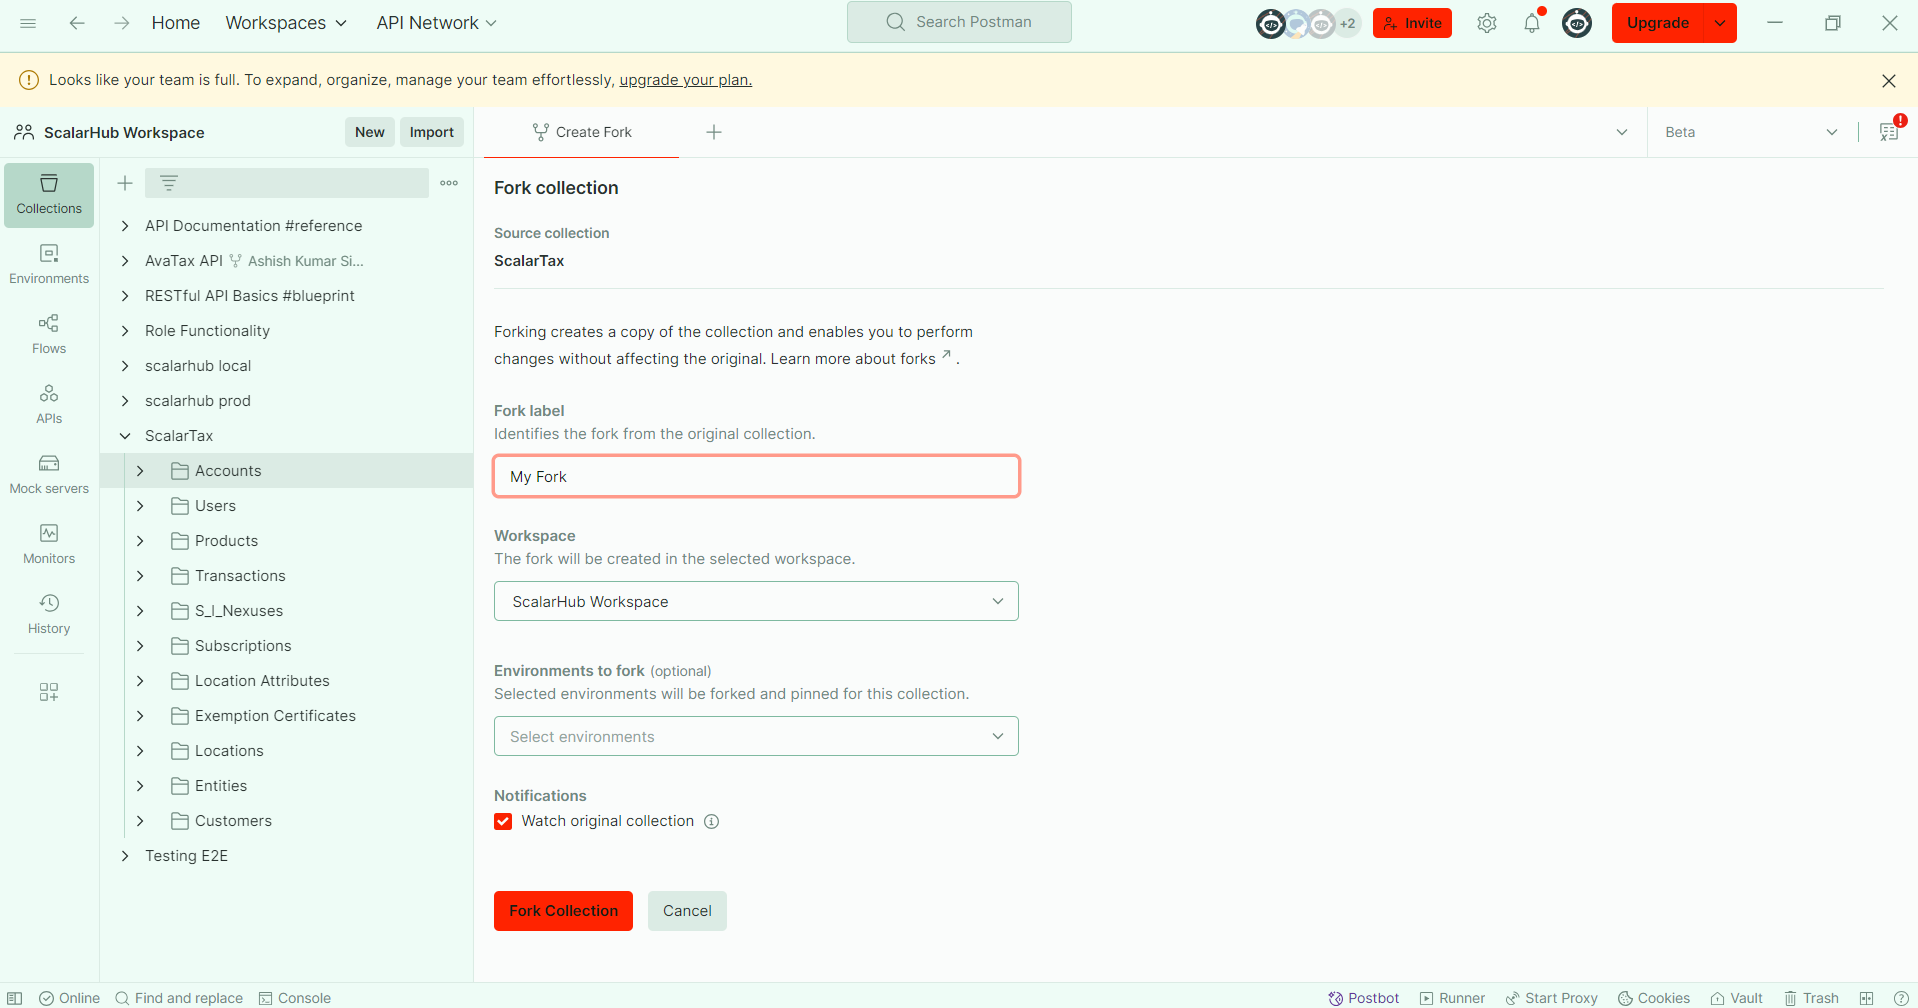 Home Workspaces API Network Search Postman +2 Invite Upgrade
Looks like your team is full. To expand, organize, manage your team effortlessly, upgrade your plan.
ScalarHub Workspace New Import Create Fork Beta
Collections
Environments
Flows
APIs
Mock servers
Monitors
History
API Documentation #reference
AvaTax API Ashish Kumar Si...
RESTful API Basics #blueprint
Role Functionality
scalarhub local
scalarhub prod
ScalarTax
Accounts
Users
Products
Transactions
S_I_Nexuses
Subscriptions
Location Attributes
Exemption Certificates
Locations
Entities
Customers
Testing E2E
Fork collection
Source collection
ScalarTax
Forking creates a copy of the collection and enables you to perform
changes without affecting the original. Learn more about forks ↗ .
Fork label
Identifies the fork from the original collection.
My Fork
Workspace
The fork will be created in the selected workspace.
ScalarHub Workspace
Environments to fork (optional)
Selected environments will be forked and pinned for this collection.
Select environments
Notifications
Watch original collection
Fork Collection Cancel
Online Find and replace Console Postbot Runner Start Proxy Cookies Vault Trash